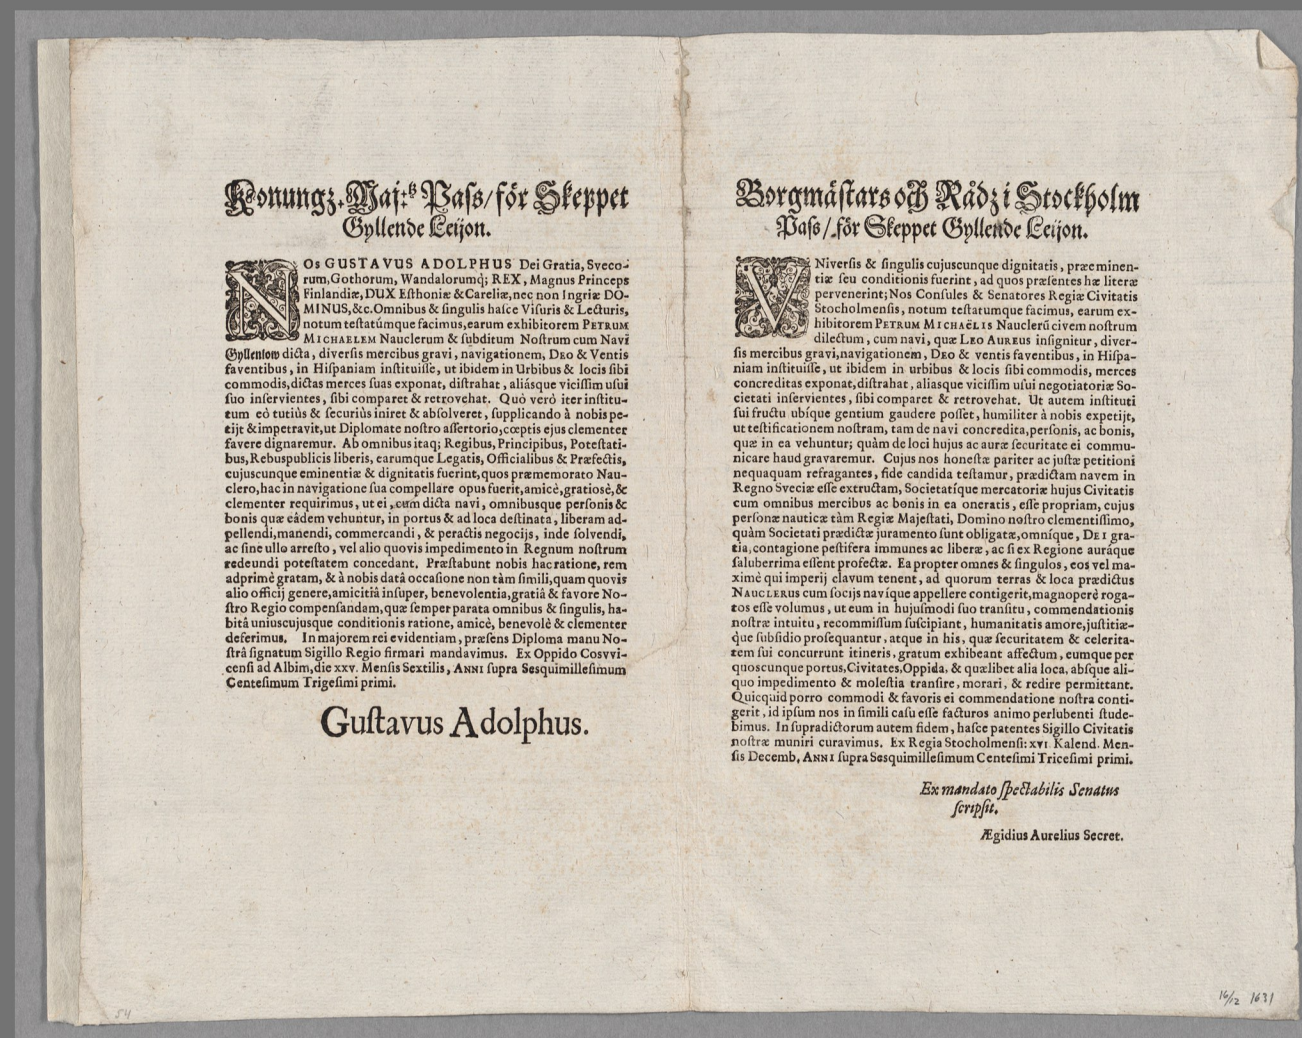 Konungz. Maj:tz Pass/ för Skeppet
Gyllende Leijon.
NOs GUSTAVUS ADOLPHUS Dei Gratia, Sveco-
rum, Gothorum, Wandalorumq; REX, Magnus Princeps
Finlandiæ, DUX Esthoniæ & Careliæ, nec non Ingriæ DO-
MINUS, &c. Omnibus & singulis hasce Visuris & Lecturis,
notum testatúmque facimus, earum exhibitorem PETRUM
MICHAELEM Nauclerum & subditum Nostrum cum Navi
Gyllenlow dicta, diversis mercibus gravi, navigationem, DEO & Ventis
faventibus, in Hispaniam instituisse, ut ibidem in Urbibus & locis sibi
commodis, dictas merces suas exponat, distrahat, aliásque vicissim usui
suo inservientes, sibi comparet & retrovehat. Quò verò iter institu-
tum eò tutiùs & securiùs iniret & absolveret, supplicando à nobis pe-
tijt & impetravit, ut Diplomate nostro assertorio, cœptis ejus clementer
favere dignaremur. Ab omnibus itaq; Regibus, Principibus, Potestati-
bus, Rebuspublicis liberis, earumque Legatis, Officialibus & Præfectis,
cujuscunque eminentiæ & dignitatis fuerint, quos præmemorato Nau-
clero, hac in navigatione sua compellare opus fuerit, amicè, gratiosè, &
clementer requirimus, ut ei, cum dicta navi, omnibusque personis &
bonis quæ eâdem vehuntur, in portus & ad loca destinata, liberam ad-
pellendi, manendi, commercandi, & peractis negocijs, inde solvendi,
ac sine ullo arresto, vel alio quovis impedimento in Regnum nostrum
redeundi potestatem concedant. Præstabunt nobis hac ratione, rem
adprimè gratam, & à nobis datâ occasione non tàm simili, quam quovis
alio officij genere, amicitiâ insuper, benevolentia, gratiâ & favore No-
stro Regio compensandam, quæ semper parata omnibus & singulis, ha-
bitâ uniuscujusque conditionis ratione, amicè, benevolè & clementer
deferimus. In majorem rei evidentiam, præsens Diploma manu No-
strâ signatum Sigillo Regio firmari mandavimus. Ex Oppido Cosvvi-
censi ad Albim, die xxv. Mensis Sextilis, ANNI supra Sesquimillesimum
Centesimum Trigesimi primi.
Gustavus Adolphus.
Borgmästars och Rådz i Stockholm
Pass/ för Skeppet Gyllende Leijon.
VNiversis & singulis cujuscunque dignitatis, præeminen-
tiæ seu conditionis fuerint, ad quos præsentes hæ literæ
pervenerint; Nos Consules & Senatores Regiæ Civitatis
Stocholmensis, notum testatumque facimus, earum ex-
hibitorem PETRUM MICHAËLIS Nauclerũ civem nostrum
dilectum, cum navi, quæ LEO AUREUS insignitur, diver-
sis mercibus gravi, navigationem, DEO & ventis faventibus, in Hispa-
niam instituisse, ut ibidem in urbibus & locis sibi commodis, merces
concreditas exponat, distrahat, aliasque vicissim usui negotiatoriæ So-
cietati inservientes, sibi comparet & retrovehat. Ut autem instituti
sui fructu ubíque gentium gaudere posset, humiliter à nobis expetijt,
ut testificationem nostram, tam de navi concredita, personis, ac bonis,
quæ in ea vehuntur; quàm de loci hujus ac auræ securitate ei commu-
nicare haud gravaremur. Cujus nos honestæ pariter ac justæ petitioni
nequaquam refragantes, fide candida testamur, prædictam navem in
Regno Sveciæ esse extructam, Societatísque mercatoriæ hujus Civitatis
cum omnibus mercibus ac bonis in ea oneratis, esse propriam, cujus
personæ nauticæ tàm Regiæ Majestati, Domino nostro clementissimo,
quàm Societati prædictæ juramento sunt obligatæ, omnísque, DEI gra-
tia, contagione pestifera immunes ac liberæ, ac si ex Regione auráque
saluberrima essent profectæ. Ea propter omnes & singulos, eos vel ma-
ximè qui imperij clavum tenent, ad quorum terras & loca prædictus
NAUCLERUS cum socijs navíque appellere contigerit, magnoperè roga-
tos esse volumus, ut eum in hujusmodi suo transitu, commendationis
nostræ intuitu, recommissum suscipiant, humanitatis amore, justitiæ-
que subsidio prosequantur, atque in his, quæ securitatem & celerita-
tem sui concurrunt itineris, gratum exhibeant affectum, eumque per
quoscunque portus, Civitates, Oppida, & quælibet alia loca, absque ali-
quo impedimento & molestia transire, morari, & redire permittant.
Quicquid porro commodi & favoris ei commendatione nostra conti-
gerit, id ipsum nos in simili casu esse facturos animo perlubenti stude-
bimus. In supradictorum autem fidem, hasce patentes Sigillo Civitatis
nostræ muniri curavimus. Ex Regia Stocholmensi: xvi. Kalend. Men-
sis Decemb, ANNI supra Sesquimillesimum Centesimi Tricesimi primi.
Ex mandato spectabilis Senatus
scripsit.
Ægidius Aurelius Secret.
54
16/12 1631